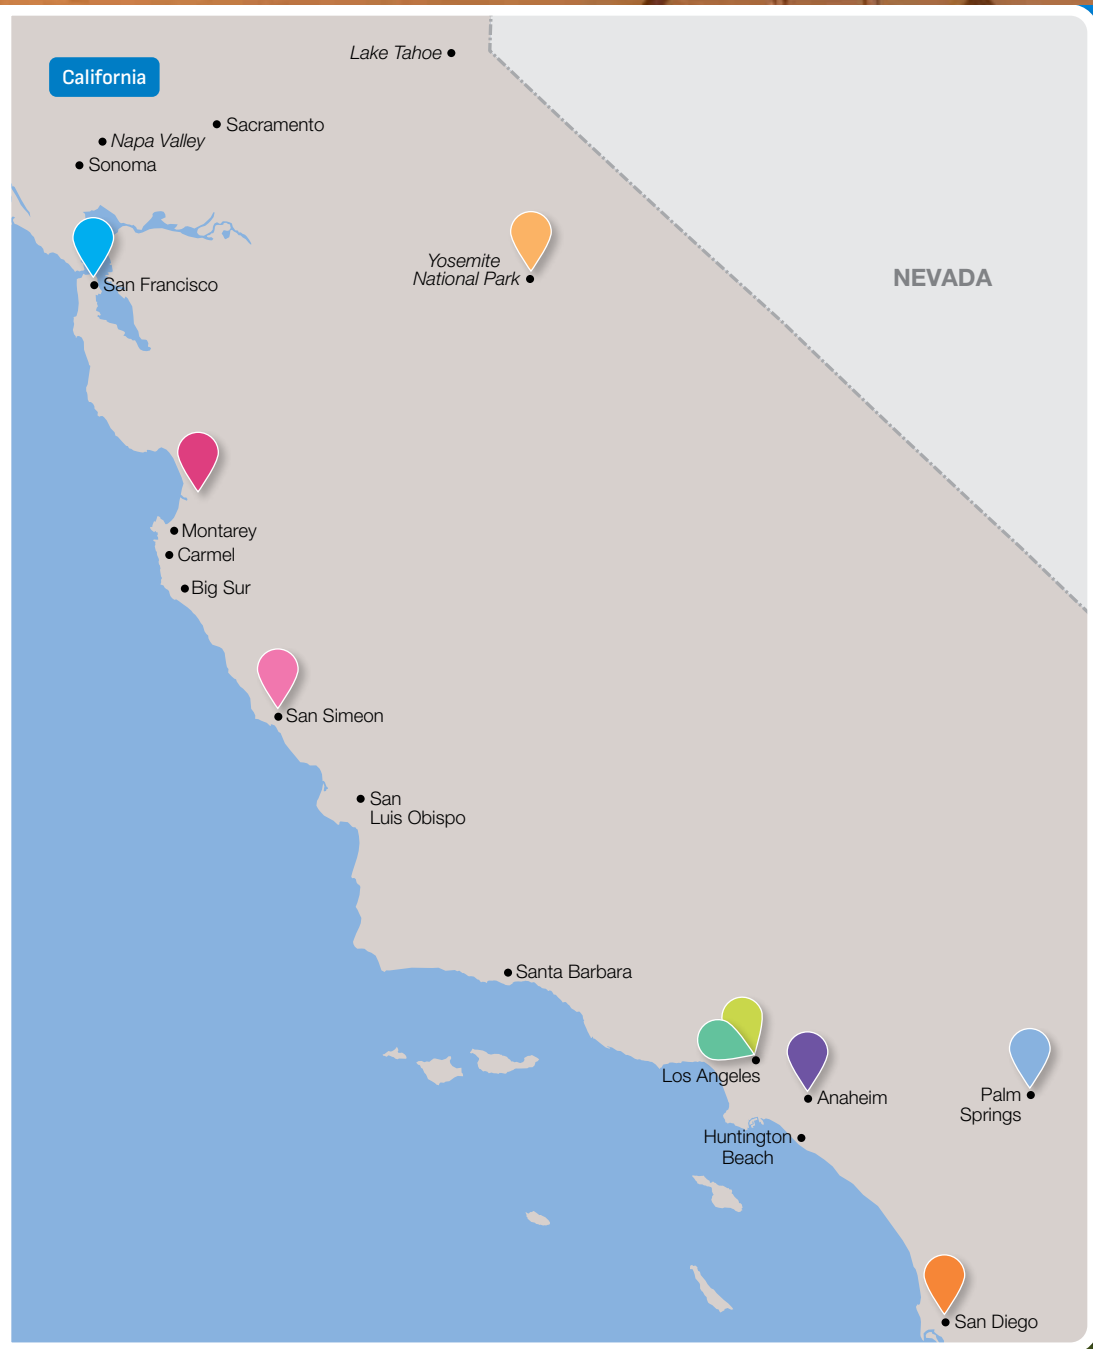 Lake Tahoe
California
Sacramento
Napa Valley
Sonoma
Yosemite
National Park
NEVADA
San Francisco
Montarey
Carmel
Big Sur
San Simeon
San
Luis Obispo
Santa Barbara
Los Angeles
Anaheim
Palm
Springs
Huntington
Beach
San Diego